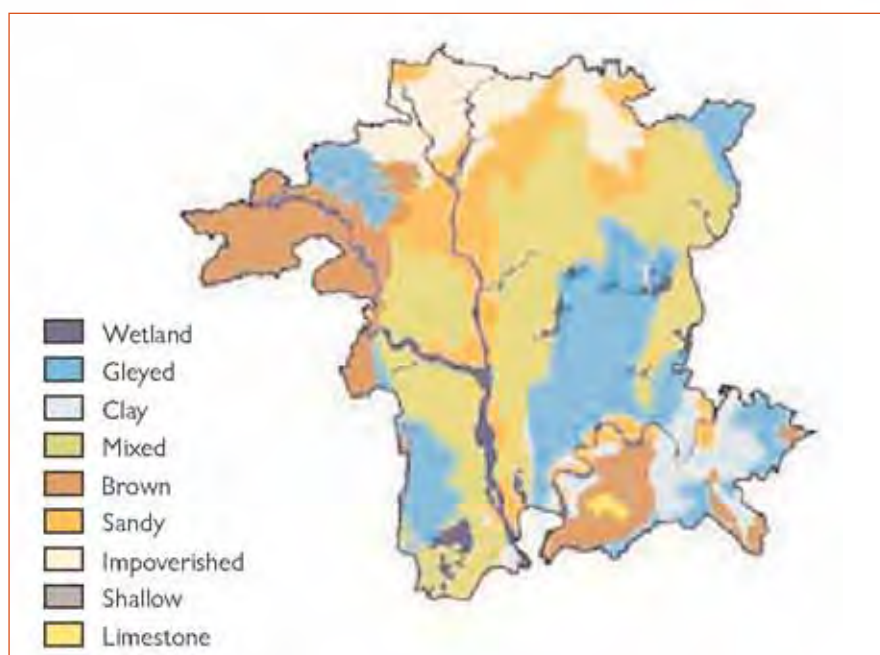 Wetland
Gleyed
Clay
Mixed
Brown
Sandy
Impoverished
Shallow
Limestone